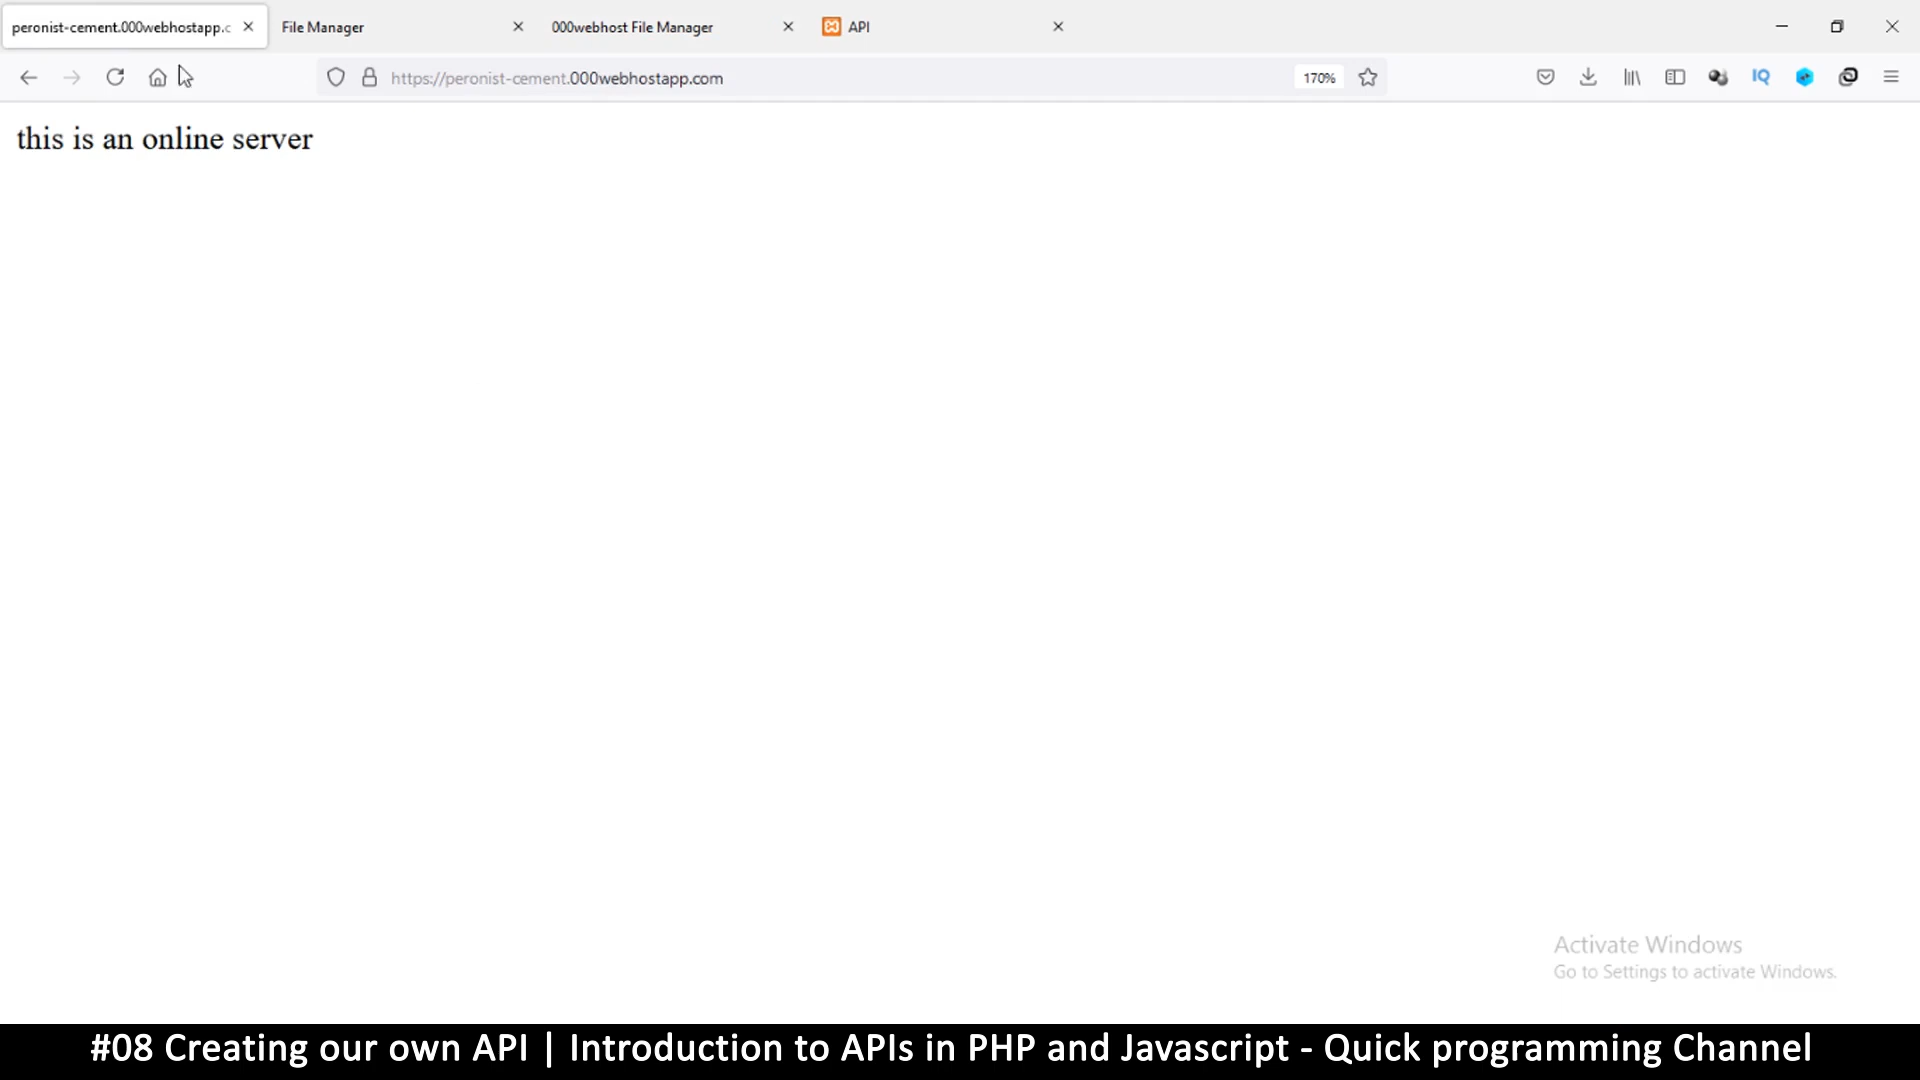 peronist-cement.000webhostapp.c
File Manager
000webhost File Manager
API
https://peronist-cement.000webhostapp.com
170%
IQ
this is an online server
Activate Windows
Go to Settings to activate Windows.
#08 Creating our own API | Introduction to APIs in PHP and Javascript - Quick programming Channel